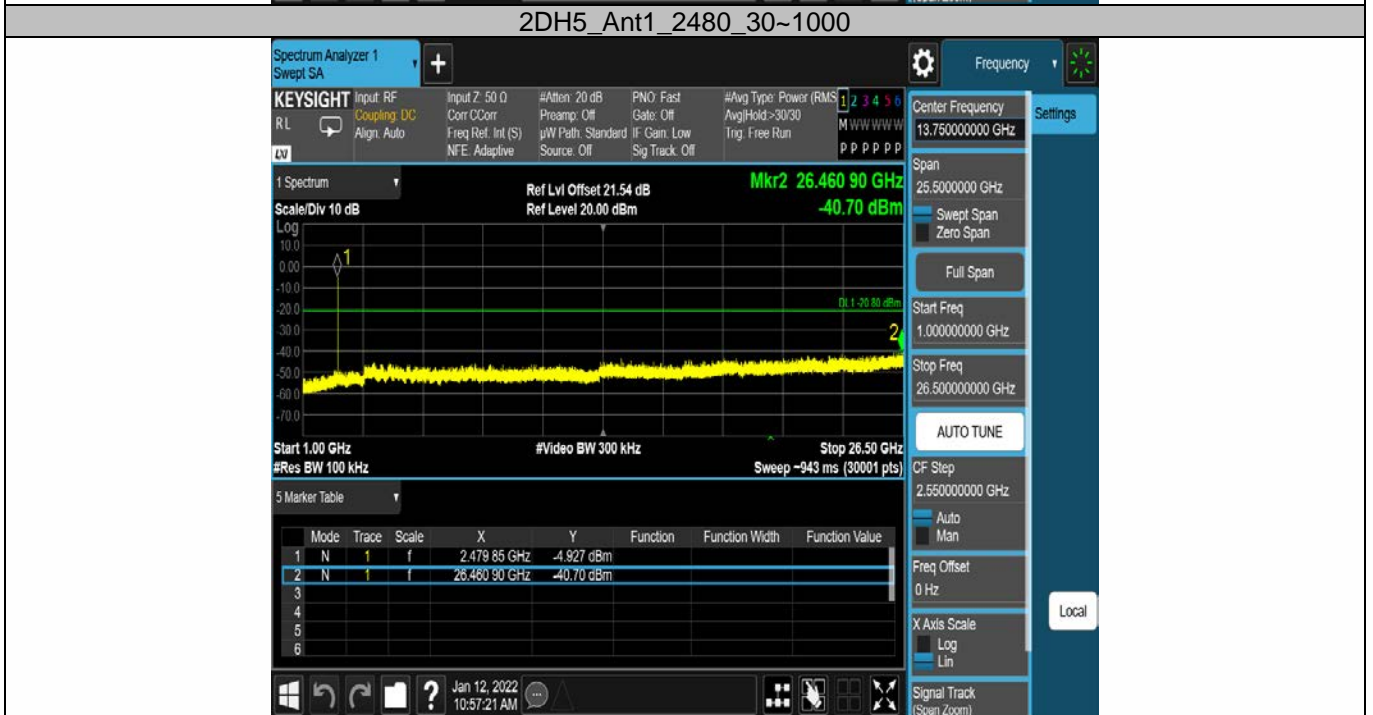 (Span Zoom)
2DH5_Ant1_2480_30~1000
Spectrum Analyzer 1
Swept SA
+
Frequency
KEYSIGHT
RL
LXI
Input: RF
Coupling: DC
Align: Auto
Input Z: 50 Ω
Corr CCorr
Freq Ref: Int (S)
NFE: Adaptive
#Atten: 20 dB
Preamp: Off
µW Path: Standard
Source: Off
PNO: Fast
Gate: Off
IF Gain: Low
Sig Track: Off
#Avg Type: Power (RMS
Avg|Hold:>30/30
Trig: Free Run
1 2 3 4 5 6
M W W W W W
P P P P P P
1 Spectrum
Scale/Div 10 dB
Ref Lvl Offset 21.54 dB
Ref Level 20.00 dBm
Mkr2 26.460 90 GHz
-40.70 dBm
Log
10.0
0.00
-10.0
-20.0
-30.0
-40.0
-50.0
-60.0
-70.0
1
DL1 -20.80 dBm
2
Start 1.00 GHz
#Res BW 100 kHz
#Video BW 300 kHz
Stop 26.50 GHz
Sweep ~943 ms (30001 pts)
5 Marker Table
Mode Trace Scale X Y Function Function Width Function Value
1 N 1 f 2.479 85 GHz -4.927 dBm
2 N 1 f 26.460 90 GHz -40.70 dBm
3
4
5
6
?
Jan 12, 2022
10:57:21 AM
Center Frequency
13.750000000 GHz
Span
25.5000000 GHz
Swept Span
Zero Span
Full Span
Start Freq
1.000000000 GHz
Stop Freq
26.500000000 GHz
AUTO TUNE
CF Step
2.550000000 GHz
Auto
Man
Freq Offset
0 Hz
X Axis Scale
Log
Lin
Signal Track
(Span Zoom)
Settings
Local